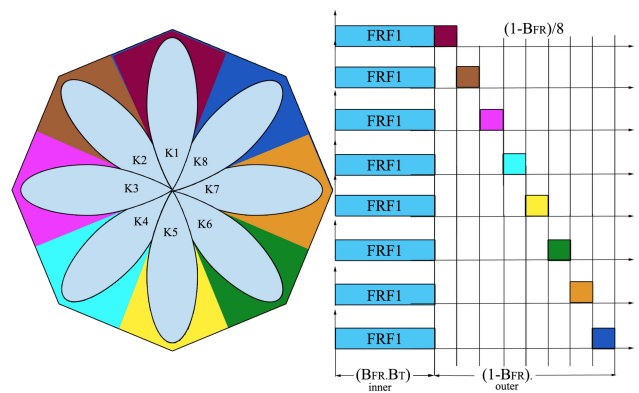 K1
K2
K8
K3
K7
K4
K6
K5
(1-BFR)/8
FRF1
FRF1
FRF1
FRF1
FRF1
FRF1
FRF1
FRF1
(BFR.BT)
inner
(1-BFR).
outer